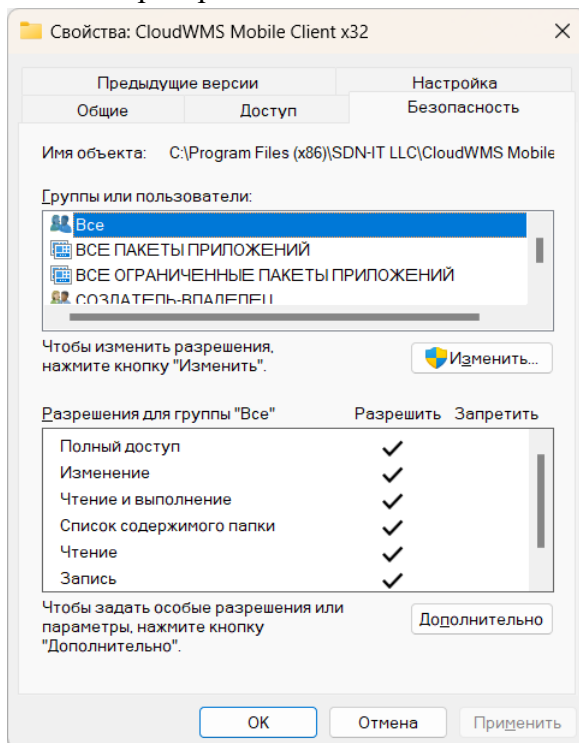 Свойства: CloudWMS Mobile Client x32
Предыдущие версии
Настройка
Общие
Доступ
Безопасность
Имя объекта: C:\Program Files (x86)\SDN-IT LLC\CloudWMS Mobile
Группы или пользователи:
Все
ВСЕ ПАКЕТЫ ПРИЛОЖЕНИЙ
ВСЕ ОГРАНИЧЕННЫЕ ПАКЕТЫ ПРИЛОЖЕНИЙ
СОЗДАТЕЛЬ-ВЛАДЕЛЕЦ
Чтобы изменить разрешения,
нажмите кнопку "Изменить".
Изменить...
Разрешения для группы "Все" Разрешить Запретить
Полный доступ
Изменение
Чтение и выполнение
Список содержимого папки
Чтение
Запись
Чтобы задать особые разрешения или
параметры, нажмите кнопку
"Дополнительно".
Дополнительно
ОК
Отмена
Применить